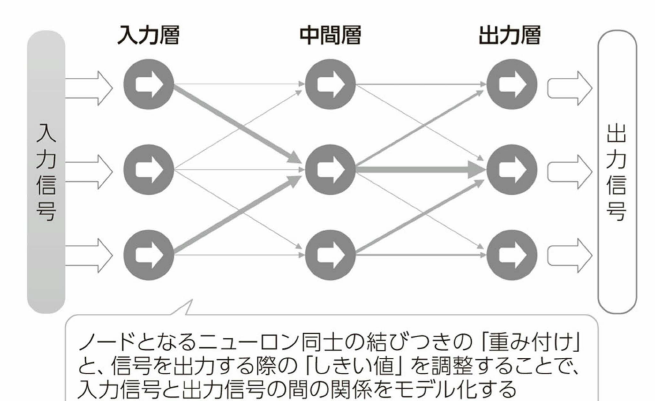 入力層
中間層
出力層
入力信号
出力信号
ノードとなるニューロン同士の結びつきの「重み付け」
と、信号を出力する際の「しきい値」を調整することで、
入力信号と出力信号の間の関係をモデル化する